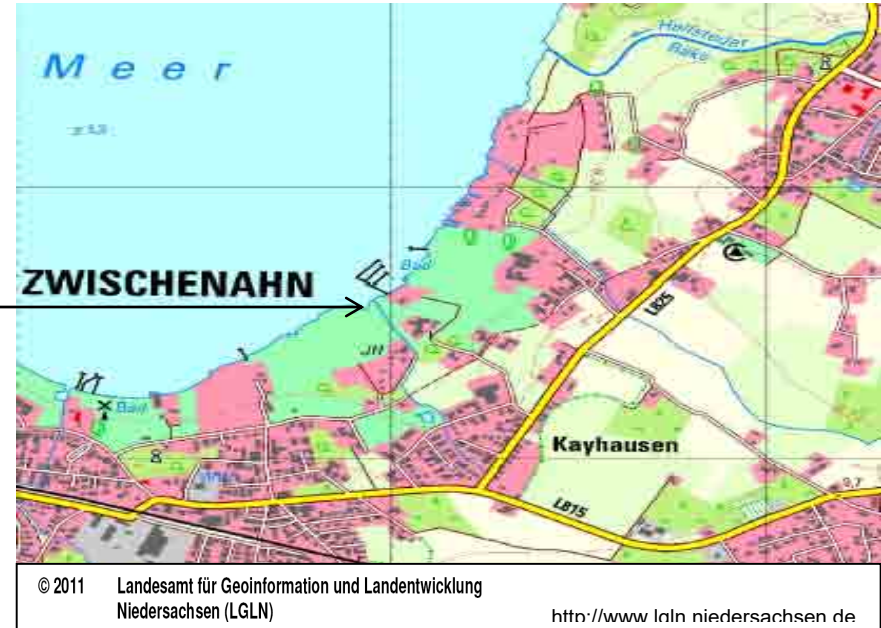 Meer
Hallsteder
Bäke
ZWISCHENAHN
Bad
JH
L825
Bad
Kayhausen
L815
© 2011 Landesamt für Geoinformation und Landentwicklung
Niedersachsen (LGLN)
http://www.lgln.niedersachsen.de